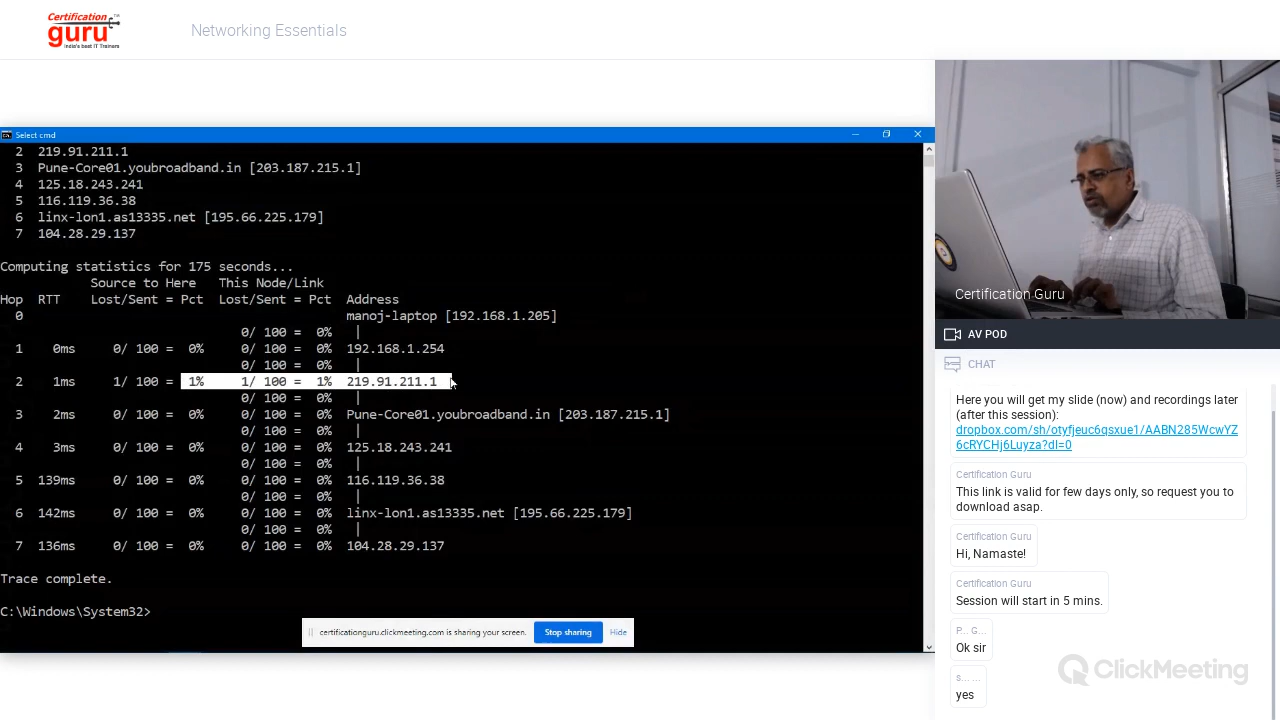 Certification
guru
India's best IT Trainers
Networking Essentials
Select cmd
2 219.91.211.1
3 Pune-Core01.youbroadband.in [203.187.215.1]
4 125.18.243.241
5 116.119.36.38
6 linx-lon1.as13335.net [195.66.225.179]
7 104.28.29.137
Computing statistics for 175 seconds...
Source to Here This Node/Link
Hop RTT Lost/Sent = Pct Lost/Sent = Pct Address
0 manoj-laptop [192.168.1.205]
0/ 100 = 0% |
1 0ms 0/ 100 = 0% 0/ 100 = 0% 192.168.1.254
0/ 100 = 0% |
2 1ms 1/ 100 = 1% 1/ 100 = 1% 219.91.211.1
0/ 100 = 0% |
3 2ms 0/ 100 = 0% 0/ 100 = 0% Pune-Core01.youbroadband.in [203.187.215.1]
0/ 100 = 0% |
4 3ms 0/ 100 = 0% 0/ 100 = 0% 125.18.243.241
0/ 100 = 0% |
5 139ms 0/ 100 = 0% 0/ 100 = 0% 116.119.36.38
0/ 100 = 0% |
6 142ms 0/ 100 = 0% 0/ 100 = 0% linx-lon1.as13335.net [195.66.225.179]
0/ 100 = 0% |
7 136ms 0/ 100 = 0% 0/ 100 = 0% 104.28.29.137
Trace complete.
C:\Windows\System32>
certificationguru.clickmeeting.com is sharing your screen. Stop sharing Hide
Certification Guru
AV POD
CHAT
Here you will get my slide (now) and recordings later
(after this session):
dropbox.com/sh/otyfjeuc6qsxue1/AABN285WcwYZ
6cRYCHj6Luyza?dl=0
Certification Guru
This link is valid for few days only, so request you to
download asap.
Certification Guru
Hi, Namaste!
Certification Guru
Session will start in 5 mins.
P... G...
Ok sir
s... ...
yes
ClickMeeting